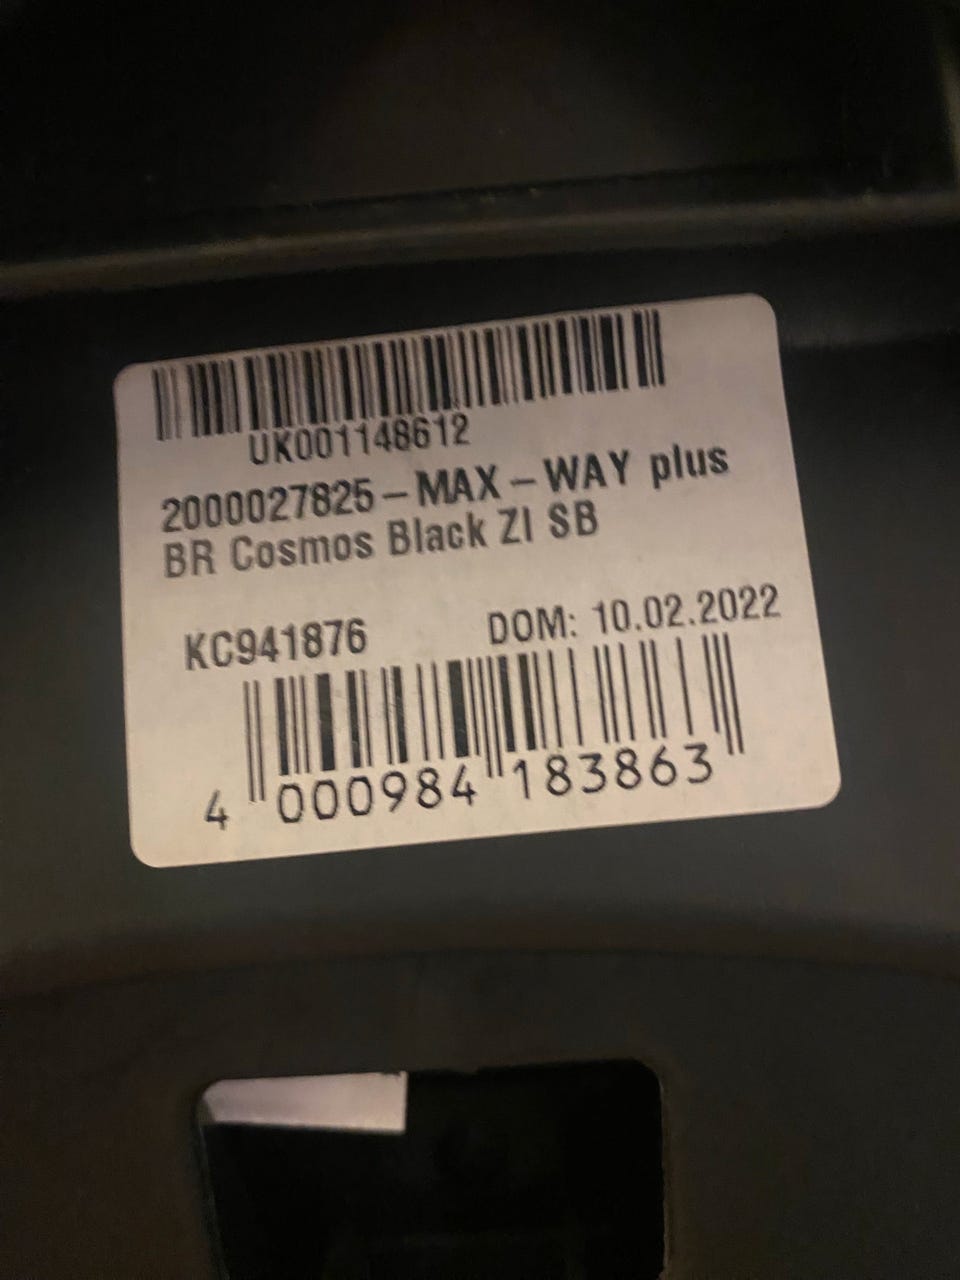 UK001148612
2000027825-MAX-WAY plus
BR Cosmos Black ZI SB
KC941876 DOM: 10.02.2022
4 000984 183863